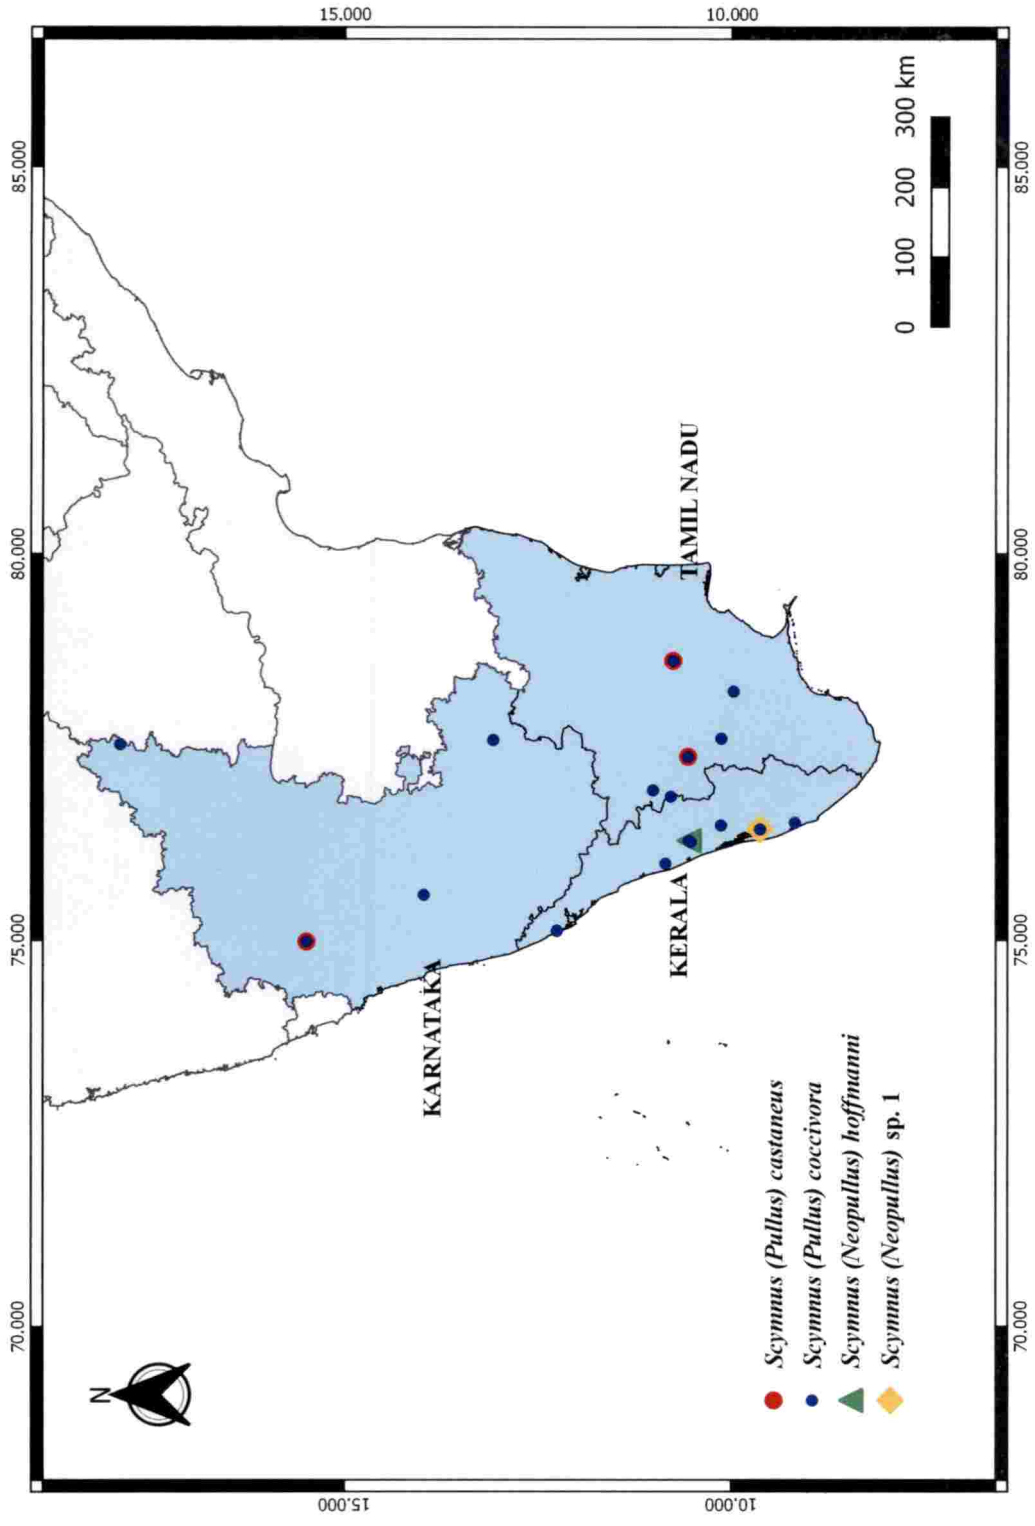 15.000
10.000
70.000
75.000
80.000
85.000
N
KARNATAKA
KERALA
TAMIL NADU
0 100 200 300 km
Scymnus (Pullus) castaneus
Scymnus (Pullus) coccivora
Scymnus (Neopullus) hoffmanni
Scymnus (Neopullus) sp. 1
70.000
75.000
80.000
85.000
15.000
10.000